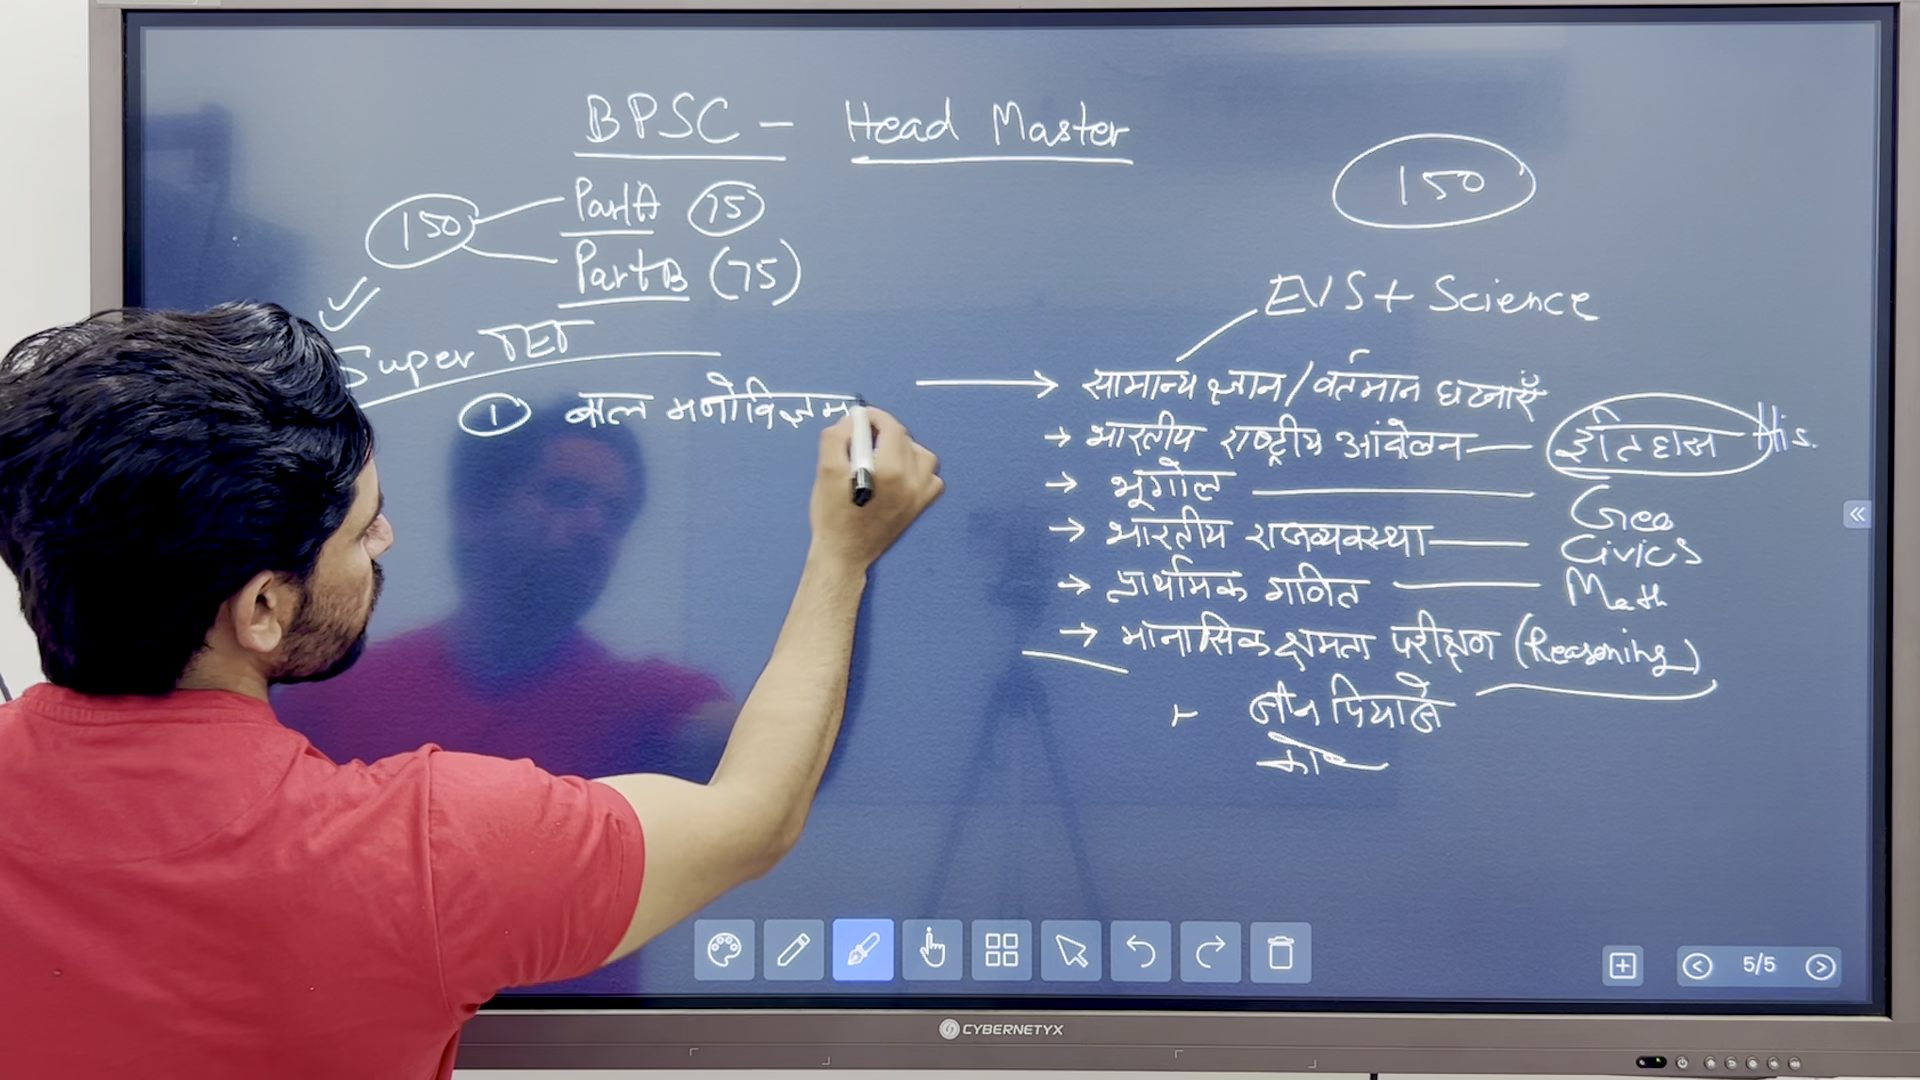 BPSC - Head Master
150
Part A 75
Part B (75)
Super TET
1 बाल मनोविज्ञान
150
EVS + Science
→ सामान्य ज्ञान / वर्तमान घटनाएँ
→ भारतीय राष्ट्रीय आंदोलन — इतिहास His.
→ भूगोल — Geo
→ भारतीय राजव्यवस्था — Civics
→ प्राथमिक गणित — Math
→ मानासिक क्षमता परीक्षण (Reasoning)
जीन पियाजे
5/5
CYBERNETYX